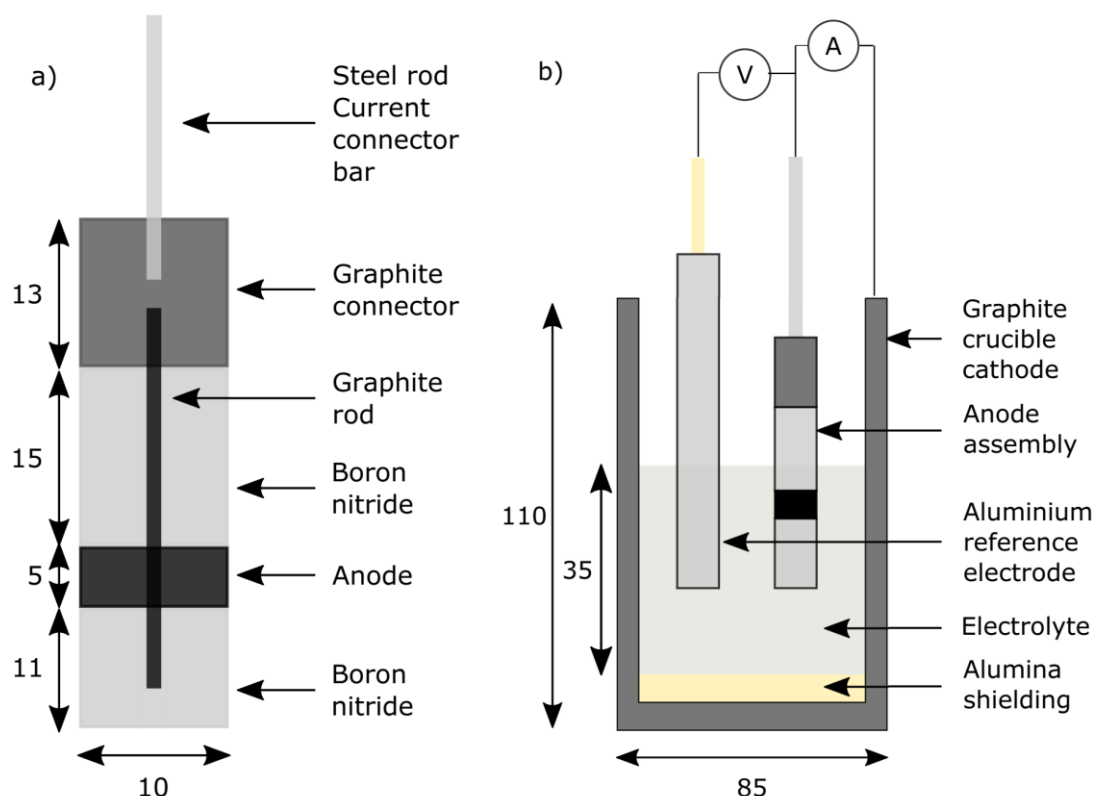 a)
Steel rod
Current
connector
bar
13
Graphite
connector
Graphite
rod
15
Boron
nitride
5
Anode
11
Boron
nitride
10
b)
V
A
Graphite
crucible
cathode
Anode
assembly
110
35
Aluminium
reference
electrode
Electrolyte
Alumina
shielding
85